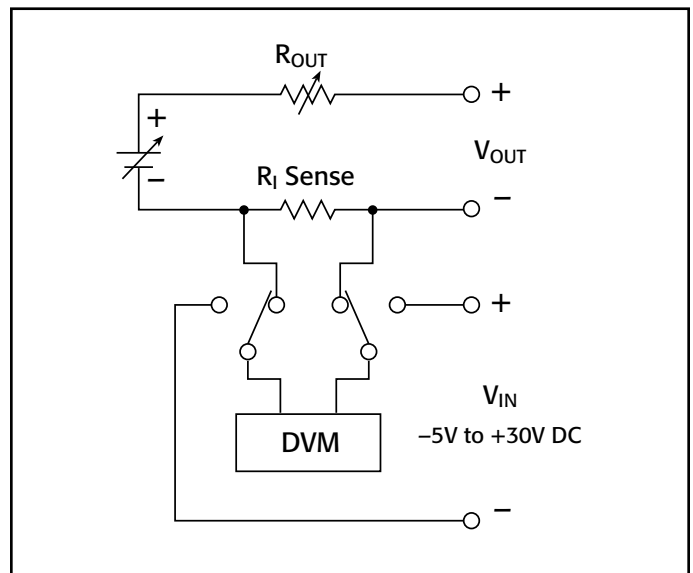 R_OUT
+
+
V_OUT
–
R_I Sense
–
+
V_IN
–5V to +30V DC
DVM
–